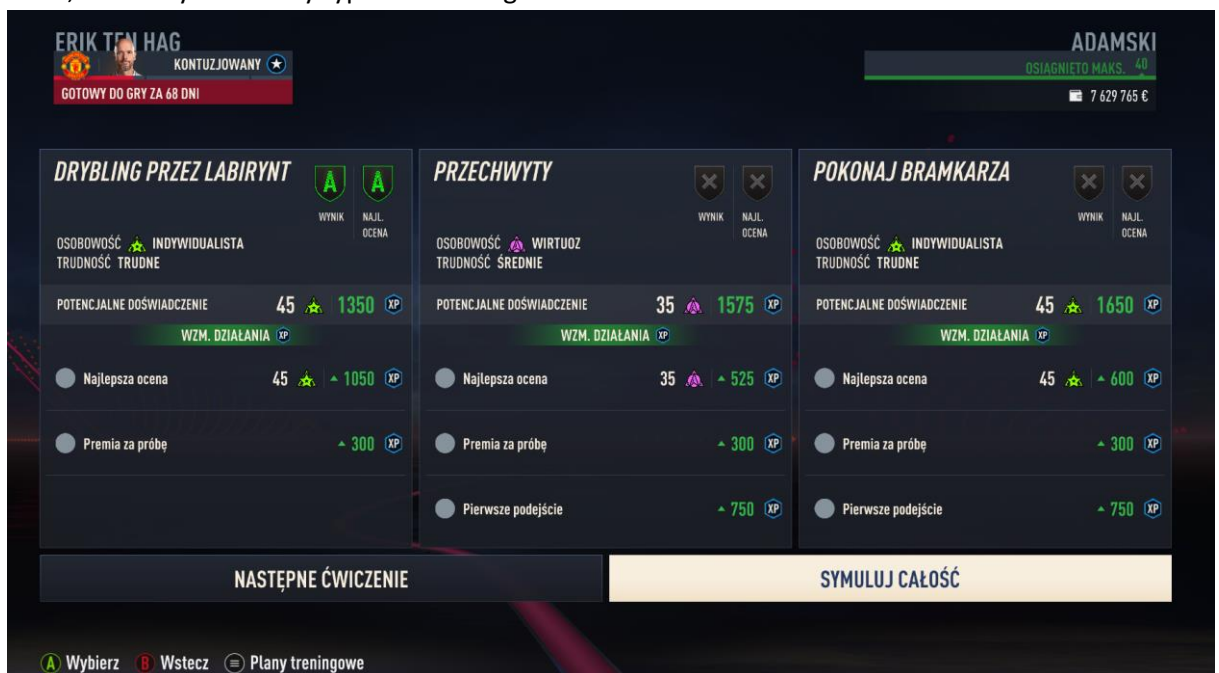 ERIK TEN HAG
KONTUZJOWANY
GOTOWY DO GRY ZA 68 DNI
ADAMSKI
OSIĄGNIĘTO MAKS. 40
7 629 765 €
DRYBLING PRZEZ LABIRYNT
A A
WYNIK NAJL. OCENA
OSOBOWOŚĆ INDYWIDUALISTA
TRUDNOŚĆ TRUDNE
POTENCJALNE DOŚWIADCZENIE 45 1350 XP
WZM. DZIAŁANIA XP
Najlepsza ocena 45 1050 XP
Premia za próbę 300 XP
PRZECHWYTY
WYNIK NAJL. OCENA
OSOBOWOŚĆ WIRTUOZ
TRUDNOŚĆ ŚREDNIE
POTENCJALNE DOŚWIADCZENIE 35 1575 XP
WZM. DZIAŁANIA XP
Najlepsza ocena 35 525 XP
Premia za próbę 300 XP
Pierwsze podejście 750 XP
POKONAJ BRAMKARZA
WYNIK NAJL. OCENA
OSOBOWOŚĆ INDYWIDUALISTA
TRUDNOŚĆ TRUDNE
POTENCJALNE DOŚWIADCZENIE 45 1650 XP
WZM. DZIAŁANIA XP
Najlepsza ocena 45 600 XP
Premia za próbę 300 XP
Pierwsze podejście 750 XP
NASTĘPNE ĆWICZENIE
SYMULUJ CAŁOŚĆ
A Wybierz B Wstecz Plany treningowe